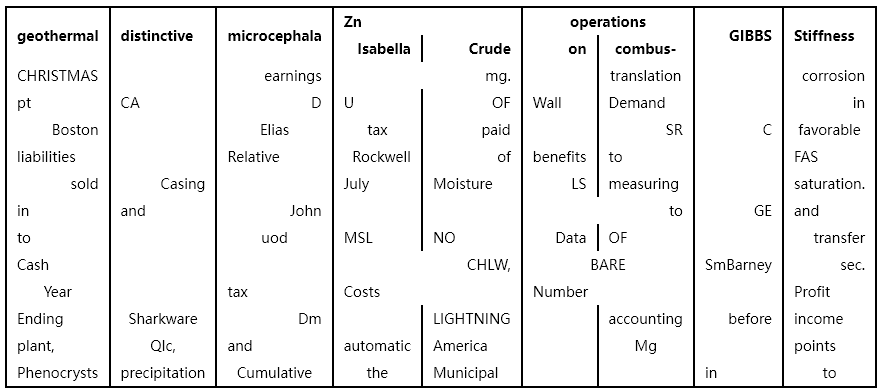 geothermal distinctive microcephala Zn operations GIBBS Stiffness
Isabella Crude on combus-
CHRISTMAS earnings mg. translation corrosion
pt CA D U OF Wall Demand in
Boston Elias tax paid SR C favorable
liabilities Relative Rockwell of benefits to FAS
sold Casing July Moisture LS measuring saturation.
in and John to GE and
to uod MSL NO Data OF transfer
Cash CHLW, BARE SmBarney sec.
Year tax Costs Number Profit
Ending Sharkware Dm LIGHTNING accounting before income
plant, Qlc, and automatic America Mg points
Phenocrysts precipitation Cumulative the Municipal in to